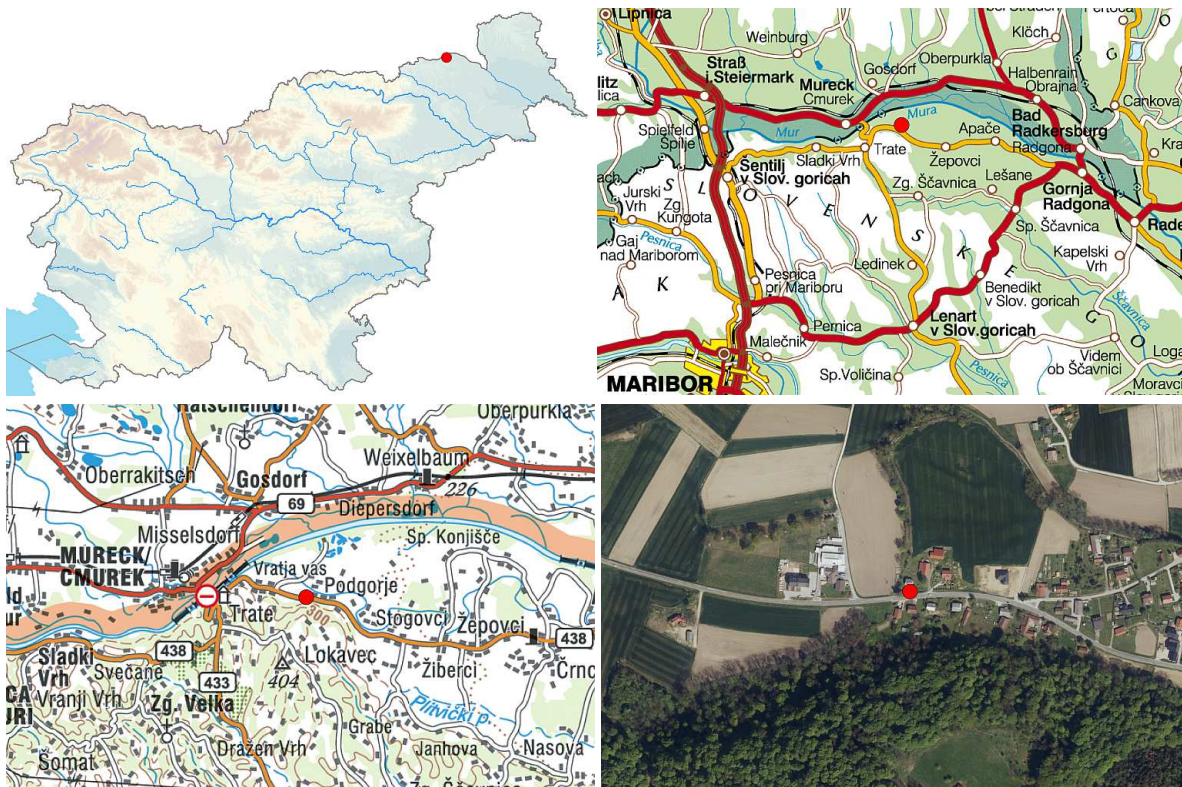 Lipnica
Weinburg
Klöch
Straß
i.Steiermark
Oberpurkla
Gosdorf
Mureck
Cmurek
Halbenrain
Obrajna
Cankova
Spielfeld
Špilje
Mur
Mura
Bad
Radkersburg
Radgona
Apače
Sladki Vrh
Trate
Žepovci
Šentilj
v Slov. goricah
Lešane
Zg. Ščavnica
Gornja
Radgona
Jurski
Vrh
Zg.
Kungota
Sp. Ščavnica
Pesnica
Gaj
nad Mariborom
Kapelski
Vrh
Ledinek
Pesnica
pri Mariboru
Benedikt
v Slov. goricah
Ščavnica
Lenart
v Slov.goricah
Pernica
Malečnik
Videm
ob Ščavnici
MARIBOR
Sp.Voličina
Pesnica
S L O V E N S K E
G O
Oberpurkla
Weixelbaum
Oberrakitsch
Gosdorf
226
69
Diepersdorf
Misselsdorf
Sp. Konjišče
MURECK/
CMUREK
Vratja vas
Podgorje
Trate
300
Stogovci
Žepovci
438
438
Sladki
Vrh
Svečane
Lokavec
Žiberci
404
433
Vranji Vrh
Zg. Velka
Plitvički p.
Grabe
Dražen Vrh
Janhova
Nasova
Šomat